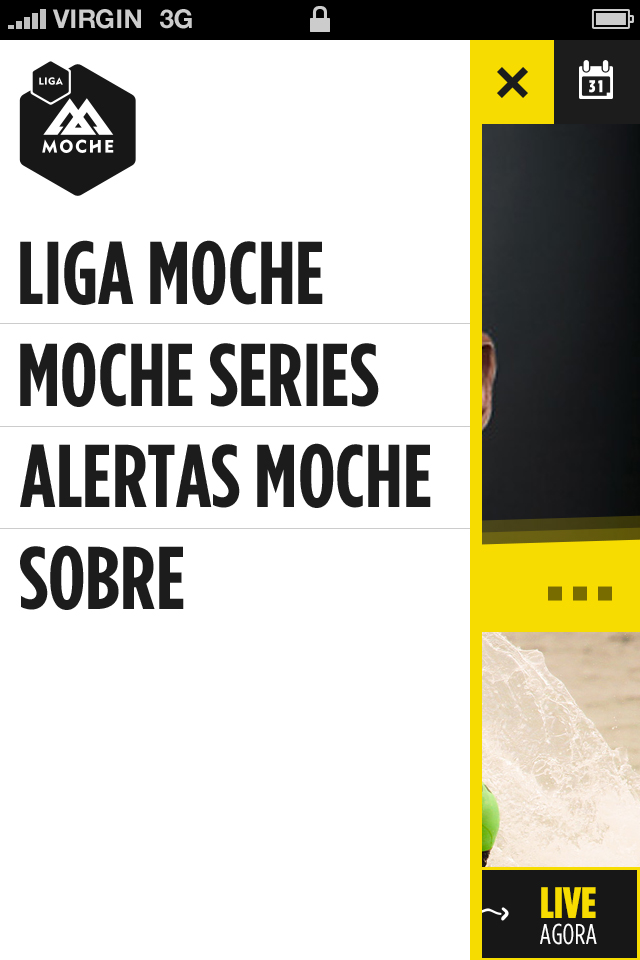 VIRGIN 3G
LIGA
MOCHE
31
LIGA MOCHE
MOCHE SERIES
ALERTAS MOCHE
SOBRE
LIVE
AGORA